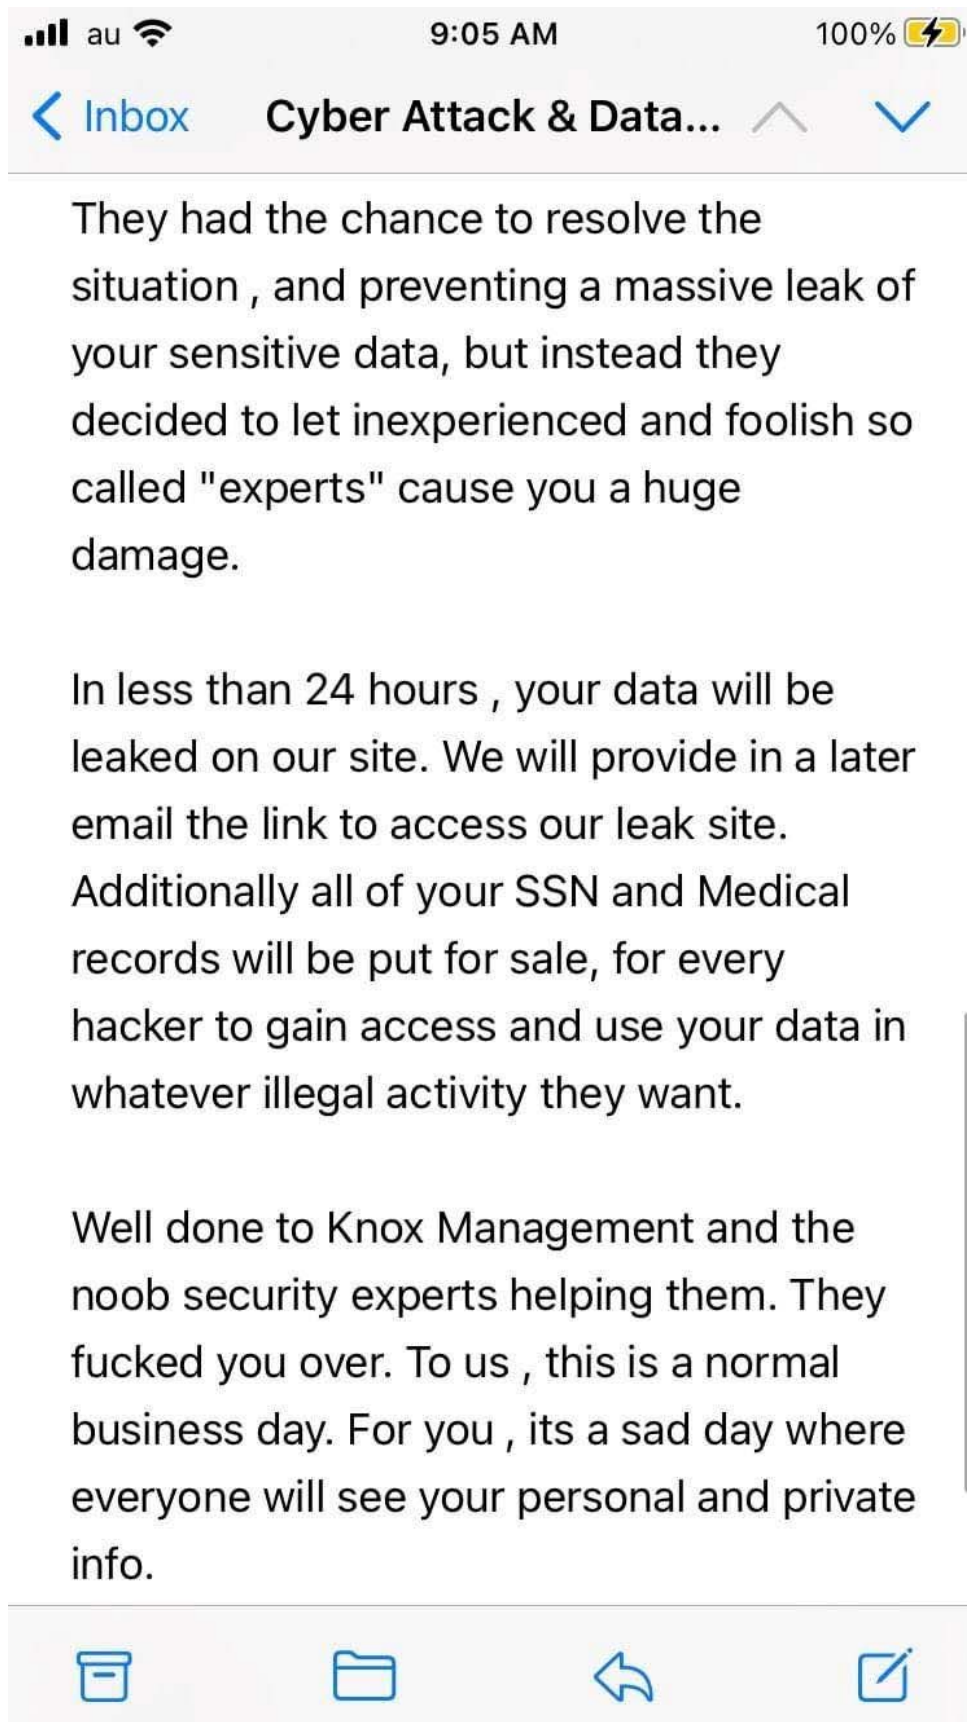 au
9:05 AM
100%
Inbox
Cyber Attack & Data...
They had the chance to resolve the
situation , and preventing a massive leak of
your sensitive data, but instead they
decided to let inexperienced and foolish so
called "experts" cause you a huge
damage.
In less than 24 hours , your data will be
leaked on our site. We will provide in a later
email the link to access our leak site.
Additionally all of your SSN and Medical
records will be put for sale, for every
hacker to gain access and use your data in
whatever illegal activity they want.
Well done to Knox Management and the
noob security experts helping them. They
fucked you over. To us , this is a normal
business day. For you , its a sad day where
everyone will see your personal and private
info.